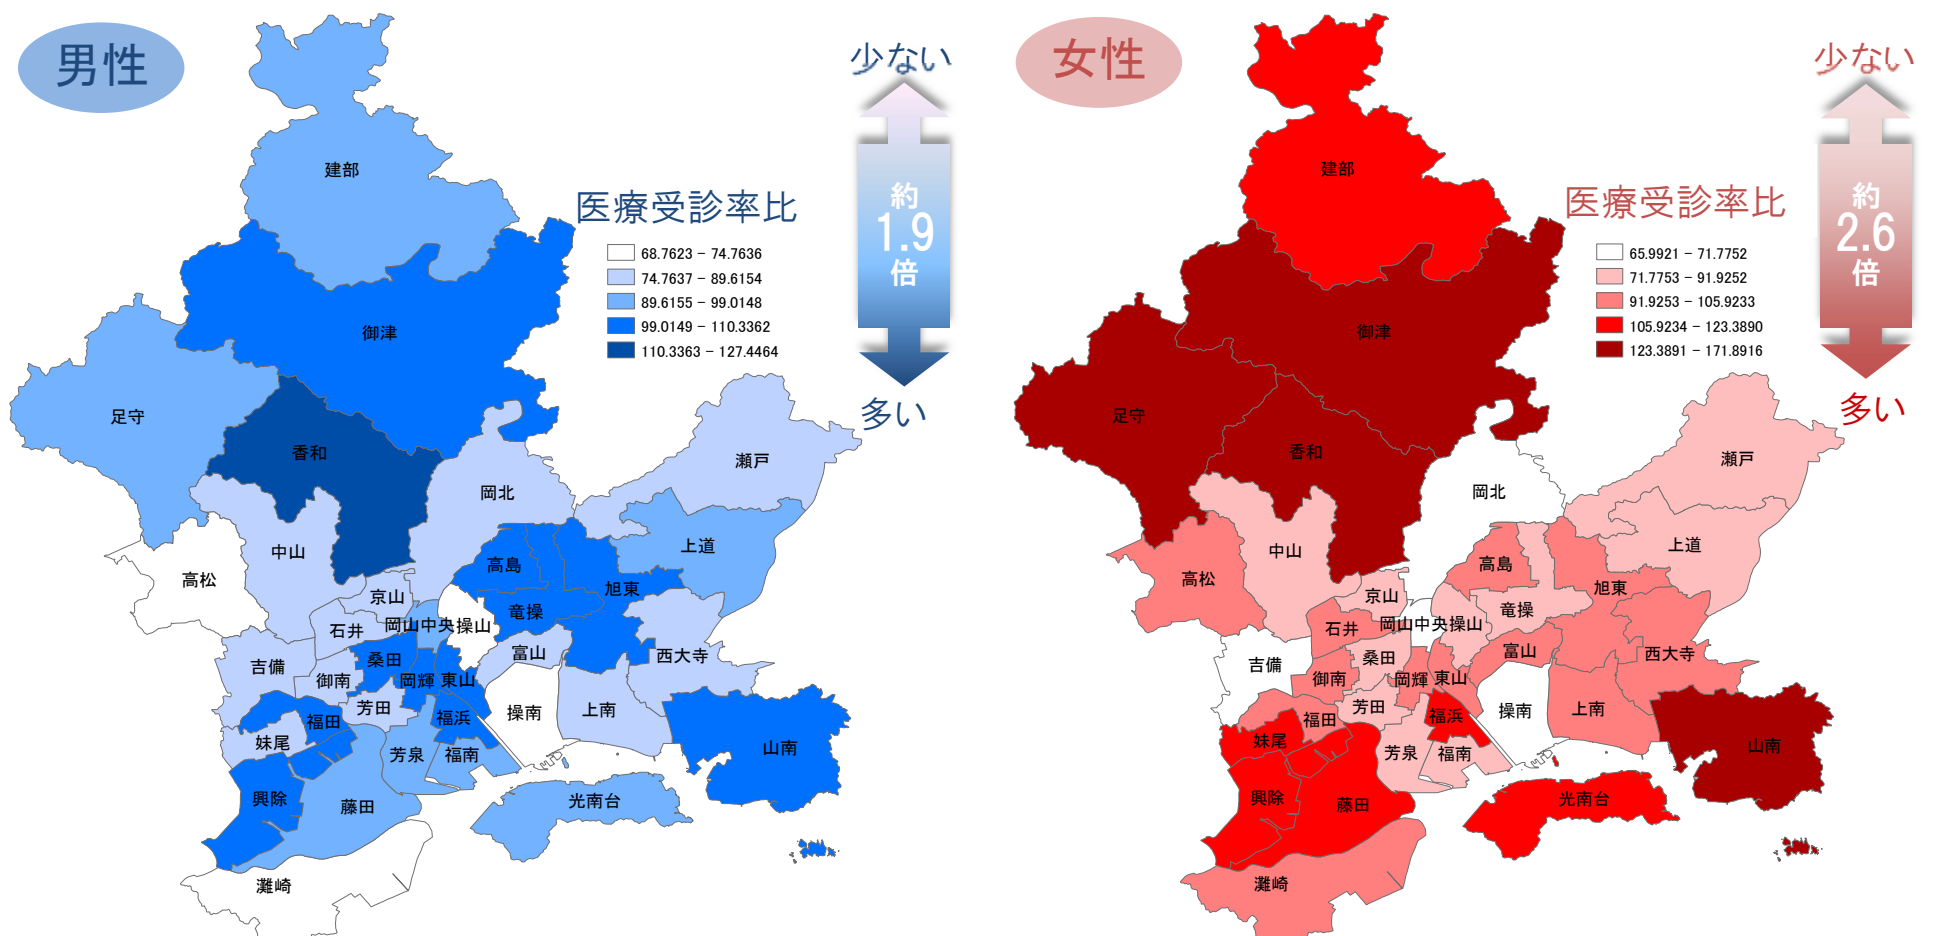 男性
少ない
約
1.9
倍
多い
医療受診率比
68.7623 - 74.7636
74.7637 - 89.6154
89.6155 - 99.0148
99.0149 - 110.3362
110.3363 - 127.4464
建部
御津
足守
香和
瀬戸
岡北
中山
上道
高島
高松
旭東
京山
竜操
石井
岡山中央
操山
富山
西大寺
桑田
吉備
御南
岡輝
東山
芳田
操南
上南
福浜
福田
妹尾
芳泉
福南
山南
興除
藤田
光南台
灘崎
女性
少ない
約
2.6
倍
多い
医療受診率比
65.9921 - 71.7752
71.7753 - 91.9252
91.9253 - 105.9233
105.9234 - 123.3890
123.3891 - 171.8916
建部
御津
足守
香和
瀬戸
岡北
中山
上道
高島
高松
旭東
京山
竜操
石井
岡山中央
操山
富山
西大寺
桑田
吉備
御南
岡輝
東山
芳田
操南
上南
福浜
福田
妹尾
芳泉
福南
山南
興除
藤田
光南台
灘崎